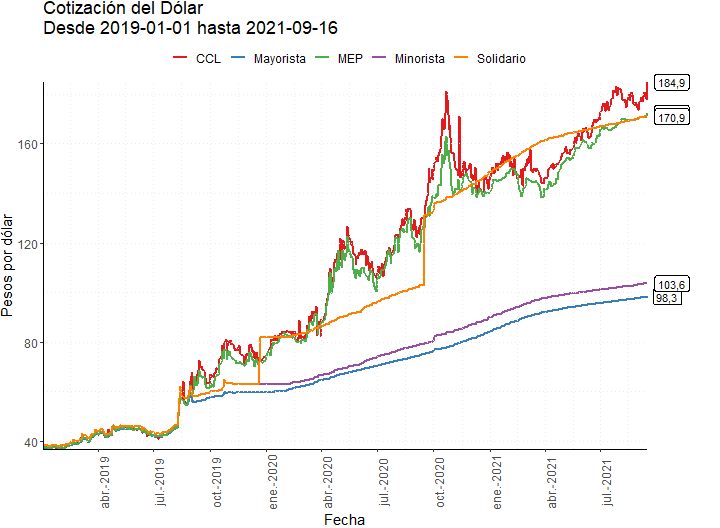 Cotización del Dólar
Desde 2019-01-01 hasta 2021-09-16
CCL Mayorista MEP Minorista Solidario
Pesos por dólar
160
120
80
40
184,9
170,9
103,6
98,3
abr.-2019 jul.-2019 oct.-2019 ene.-2020 abr.-2020 jul.-2020 oct.-2020 ene.-2021 abr.-2021 jul.-2021
Fecha